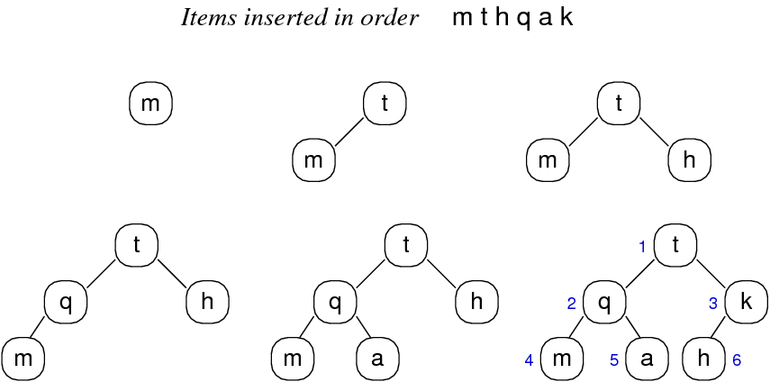 Items inserted in order m t h q a k
m t t
m m h
t t 1 t
q h q h 2 q 3 k
m m a 4 m 5 a h 6